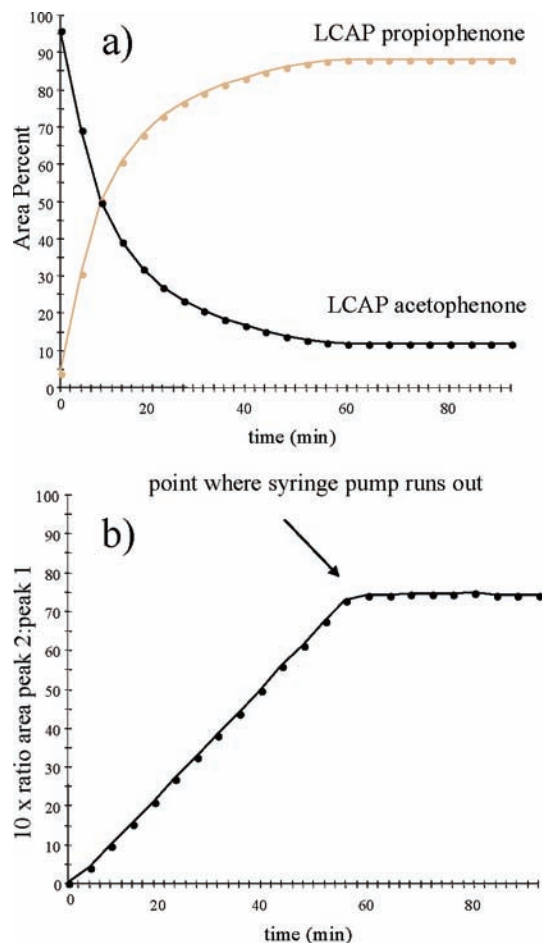 100
90
80
70
60
50
40
30
20
10
0
Area Percent
a)
LCAP propiophenone
LCAP acetophenone
0 20 40 60 80
time (min)
point where syringe pump runs out
100
90
80
70
60
50
40
30
20
10
0
10 x ratio area peak 2:peak 1
b)
0 20 40 60 80
time (min)